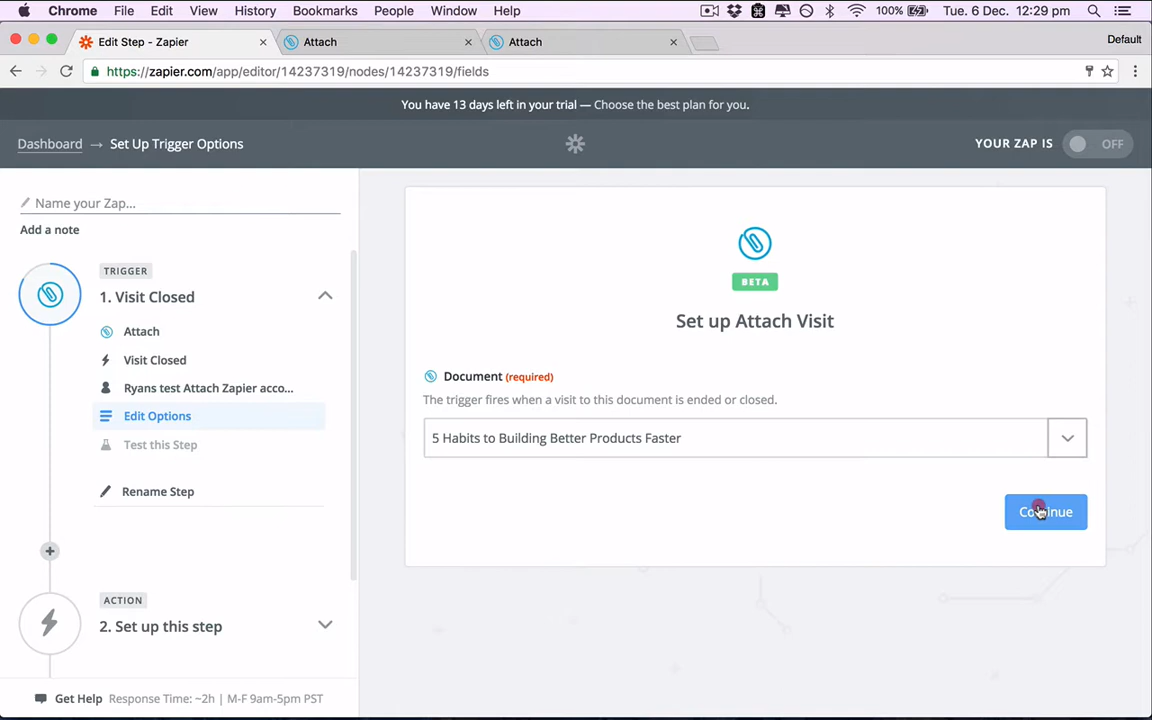 Chrome File Edit View History Bookmarks People Window Help 100% Tue. 6 Dec. 12:29 pm
Edit Step - Zapier Attach Attach Default
https://zapier.com/app/editor/14237319/nodes/14237319/fields
You have 13 days left in your trial — Choose the best plan for you.
Dashboard → Set Up Trigger Options YOUR ZAP IS OFF
Name your Zap...
Add a note
TRIGGER
1. Visit Closed
Attach
Visit Closed
Ryans test Attach Zapier acco...
Edit Options
Test this Step
Rename Step
ACTION
2. Set up this step
Get Help Response Time: ~2h | M-F 9am-5pm PST
BETA
Set up Attach Visit
Document (required)
The trigger fires when a visit to this document is ended or closed.
5 Habits to Building Better Products Faster
Continue